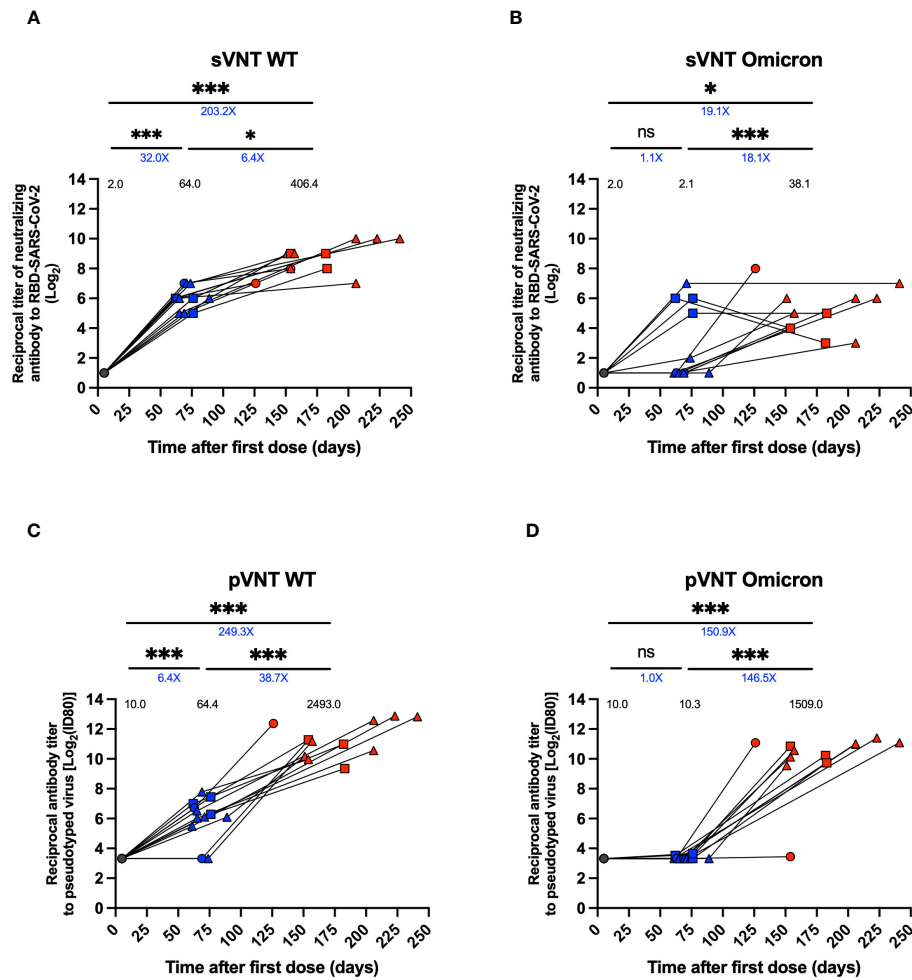 A
sVNT WT
***
203.2X
*** *
32.0X 6.4X
2.0 64.0 406.4
14
12
10
8
6
4
2
0
Reciprocal titer of neutralizing
antibody to RBD-SARS-CoV-2
(Log2)
0 25 50 75 100 125 150 175 200 225 250
Time after first dose (days)
B
sVNT Omicron
*
19.1X
ns ***
1.1X 18.1X
2.0 2.1 38.1
14
12
10
8
6
4
2
0
Reciprocal titer of neutralizing
antibody to RBD-SARS-CoV-2
(Log2)
0 25 50 75 100 125 150 175 200 225 250
Time after first dose (days)
C
pVNT WT
***
249.3X
*** ***
6.4X 38.7X
10.0 64.4 2493.0
14
12
10
8
6
4
2
0
Reciprocal antibody titer
to pseudotyped virus [Log2(ID80)]
0 25 50 75 100 125 150 175 200 225 250
Time after first dose (days)
D
pVNT Omicron
***
150.9X
ns ***
1.0X 146.5X
10.0 10.3 1509.0
14
12
10
8
6
4
2
0
Reciprocal antibody titer
to pseudotyped virus [Log2(ID80)]
0 25 50 75 100 125 150 175 200 225 250
Time after first dose (days)